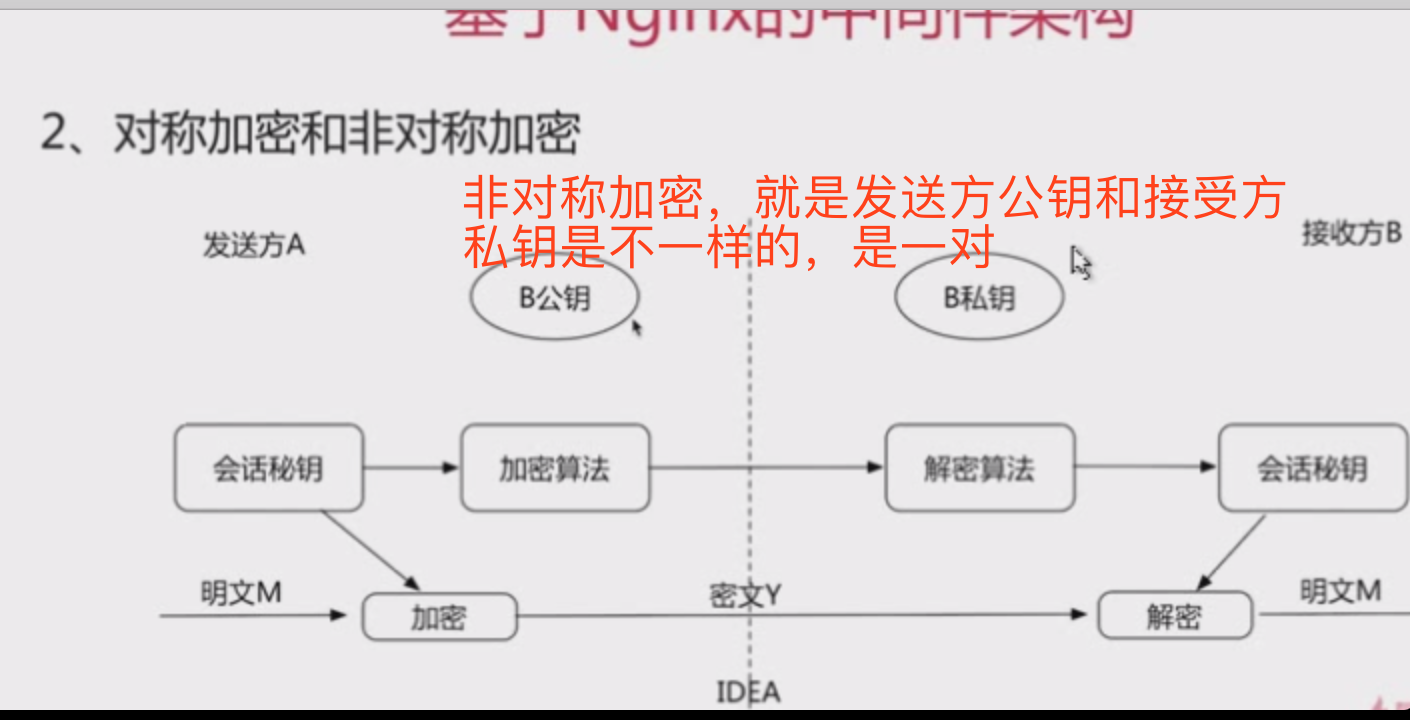 基于Nginx的中间件架构
2、对称加密和非对称加密
非对称加密，就是发送方公钥和接受方
私钥是不一样的，是一对
发送方A
接收方B
B公钥
B私钥
会话秘钥
加密算法
解密算法
会话秘钥
明文M
密文Y
明文M
加密
解密
IDEA